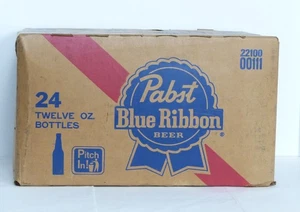 22100
00111
24
TWELVE OZ.
BOTTLES
Pabst
Blue Ribbon
BEER
®
Pitch
In!